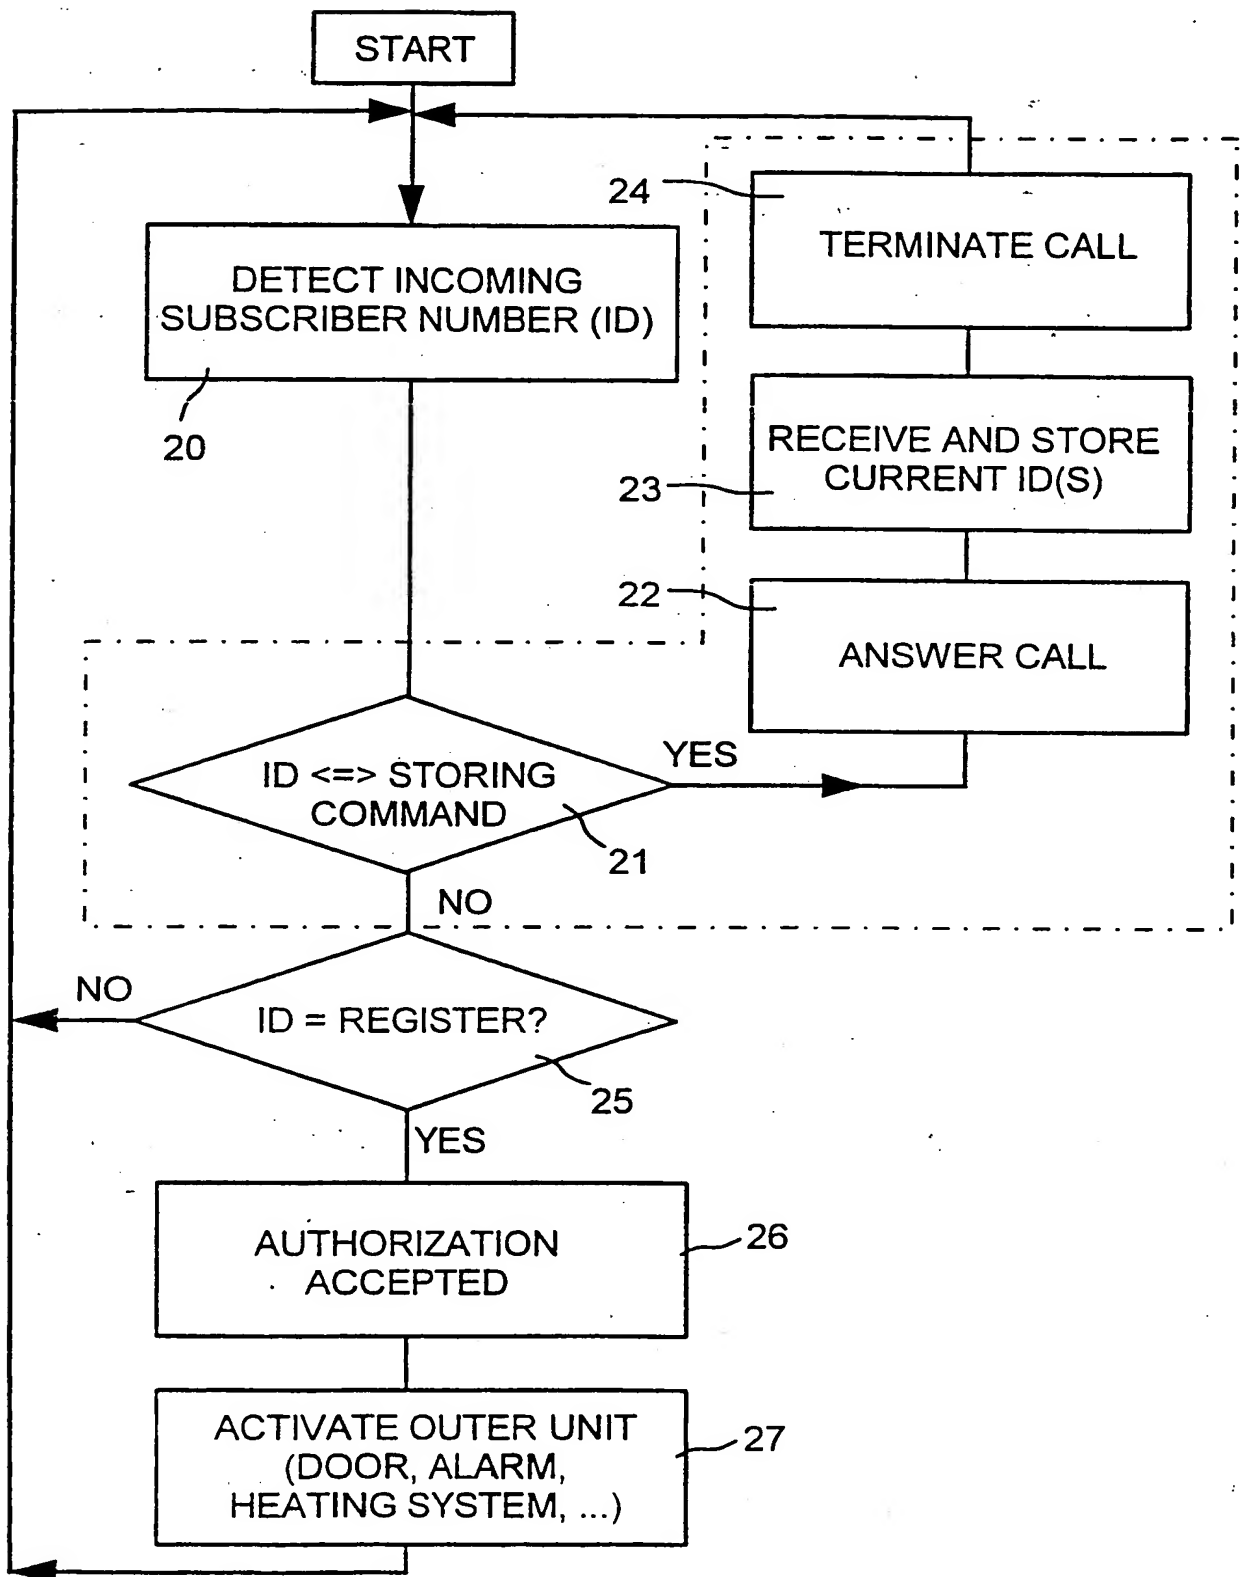 START
24
TERMINATE CALL
DETECT INCOMING
SUBSCRIBER NUMBER (ID)
20
RECEIVE AND STORE
CURRENT ID(S)
23
22
ANSWER CALL
ID <=> STORING
COMMAND
YES
21
NO
NO
ID = REGISTER?
25
YES
AUTHORIZATION
ACCEPTED
26
ACTIVATE OUTER UNIT
(DOOR, ALARM,
HEATING SYSTEM, ...)
27